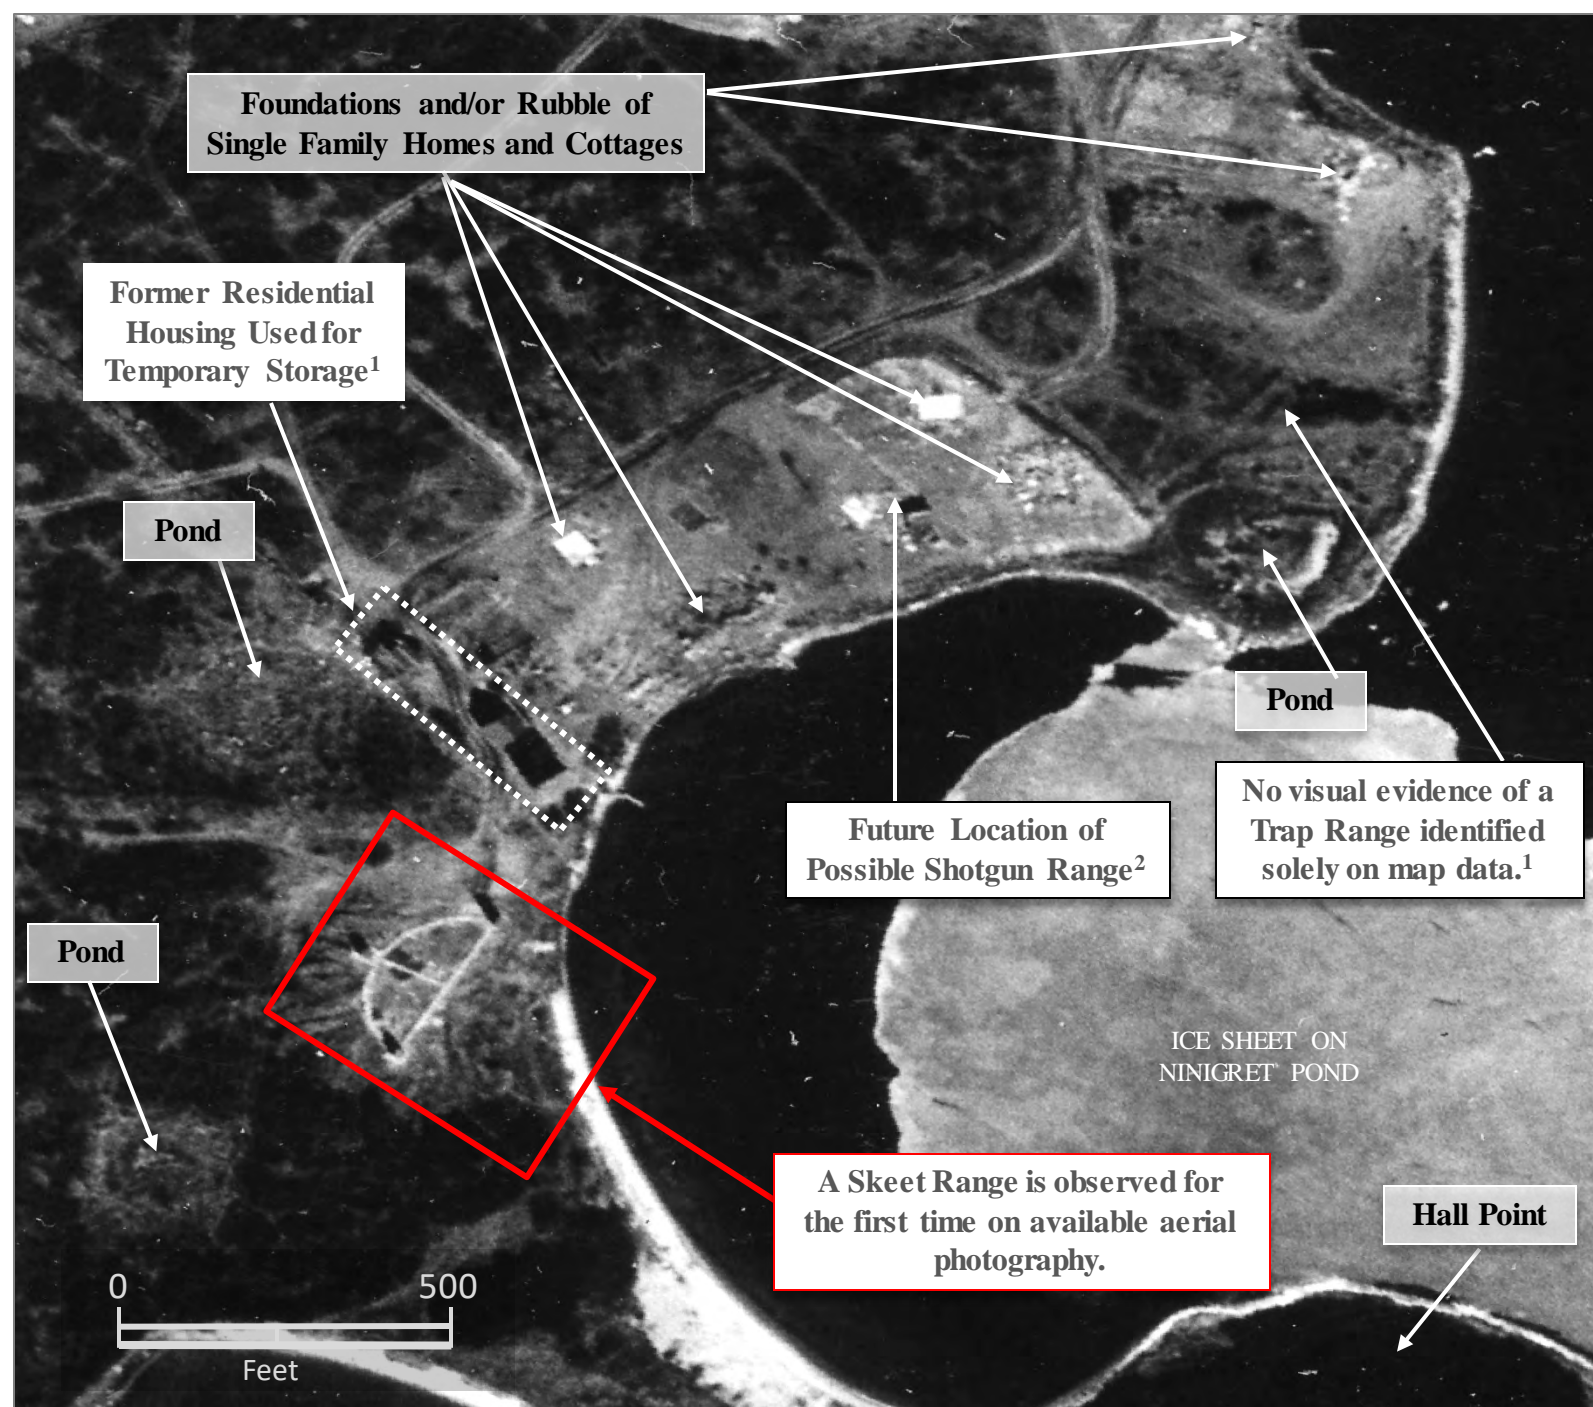 Foundations and/or Rubble of
Single Family Homes and Cottages
Former Residential
Housing Used for
Temporary Storage¹
Pond
Pond
No visual evidence of a
Trap Range identified
solely on map data.¹
Future Location of
Possible Shotgun Range²
Pond
ICE SHEET ON
NINIGRET POND
A Skeet Range is observed for
the first time on available aerial
photography.
Hall Point
0 500
Feet